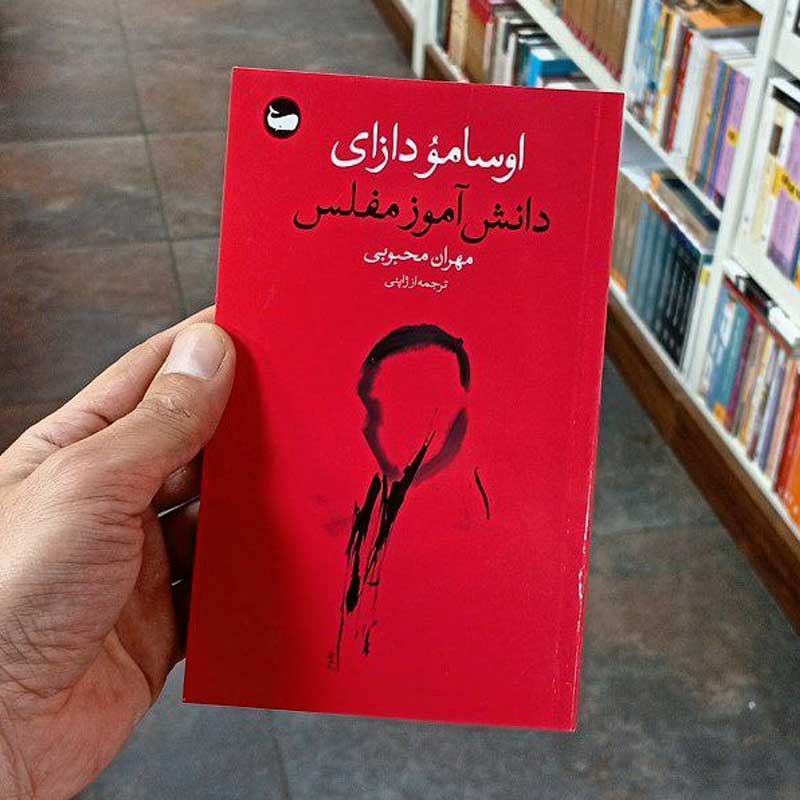 اوسامو دازای
دانش‌آموز مفلس
مهران محبوبی
ترجمه از ژاپنی